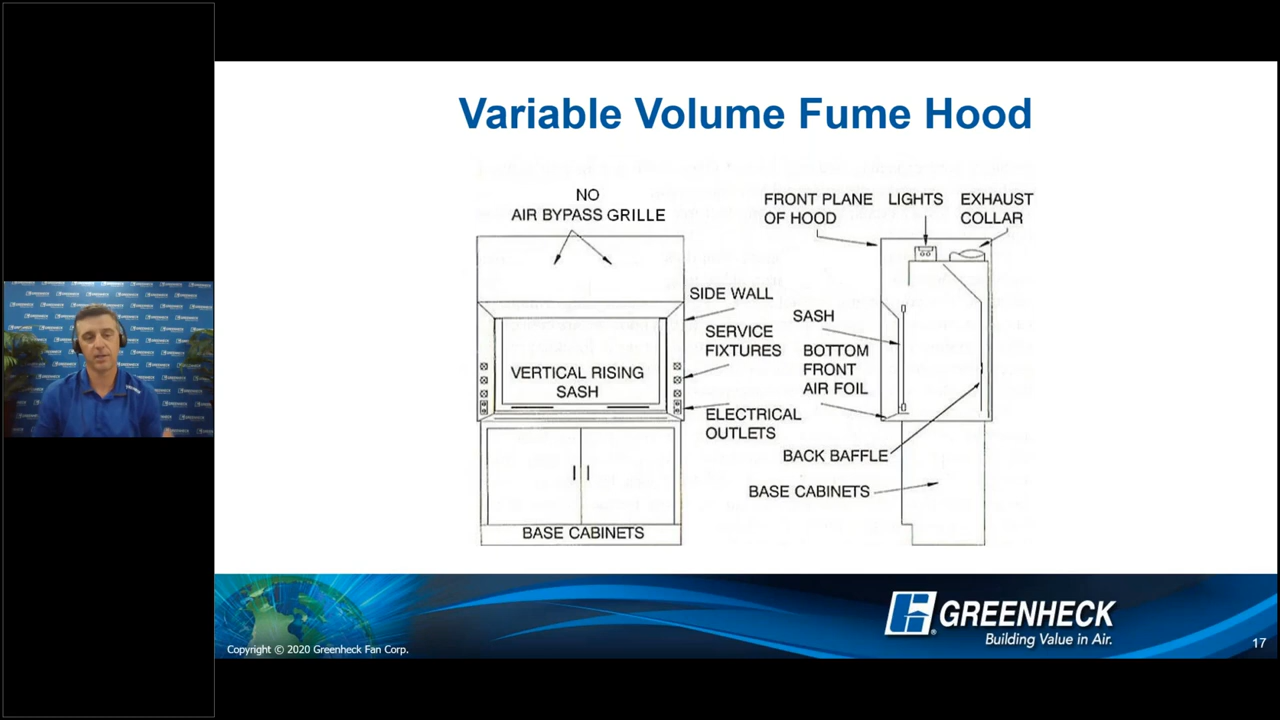 Variable Volume Fume Hood
NO
AIR BYPASS GRILLE
FRONT PLANE
OF HOOD
LIGHTS
EXHAUST
COLLAR
SIDE WALL
SERVICE
FIXTURES
SASH
BOTTOM
FRONT
AIR FOIL
VERTICAL RISING
SASH
ELECTRICAL
OUTLETS
BACK BAFFLE
BASE CABINETS
BASE CABINETS
GREENHECK
Building Value in Air.
Copyright © 2020 Greenheck Fan Corp.
17